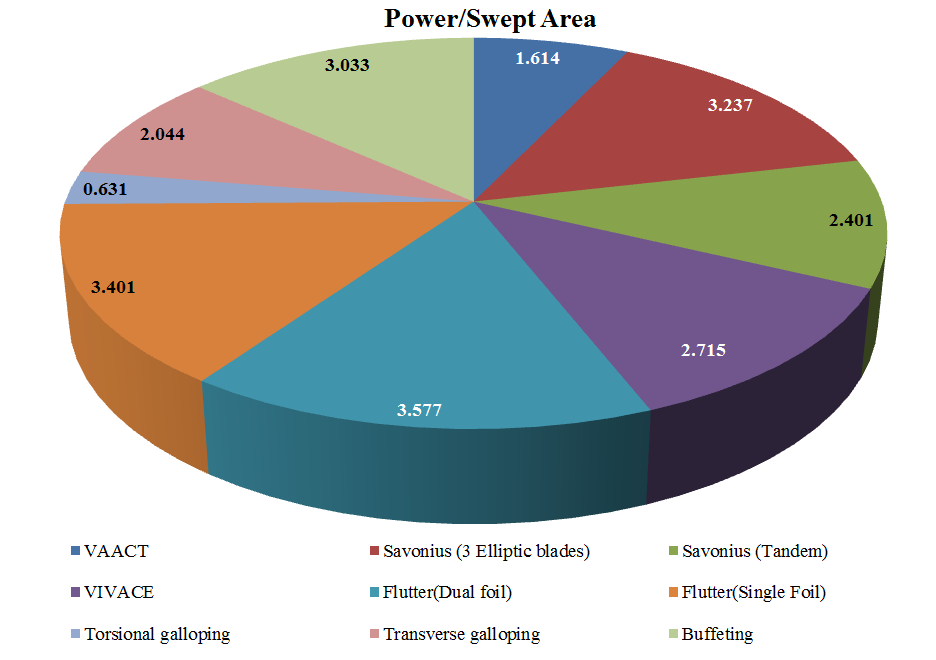 Power/Swept Area
1.614
3.033
3.237
2.044
0.631
2.401
3.401
2.715
3.577
VAACT
Savonius (3 Elliptic blades)
Savonius (Tandem)
VIVACE
Flutter(Dual foil)
Flutter(Single Foil)
Torsional galloping
Transverse galloping
Buffeting